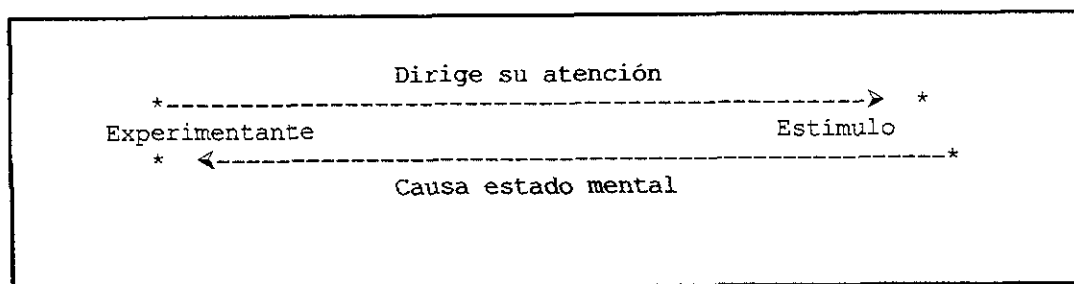 Dirige su atención
*---------------------------------------------------> *
Experimentante Estímulo
* <---------------------------------------------------*
Causa estado mental